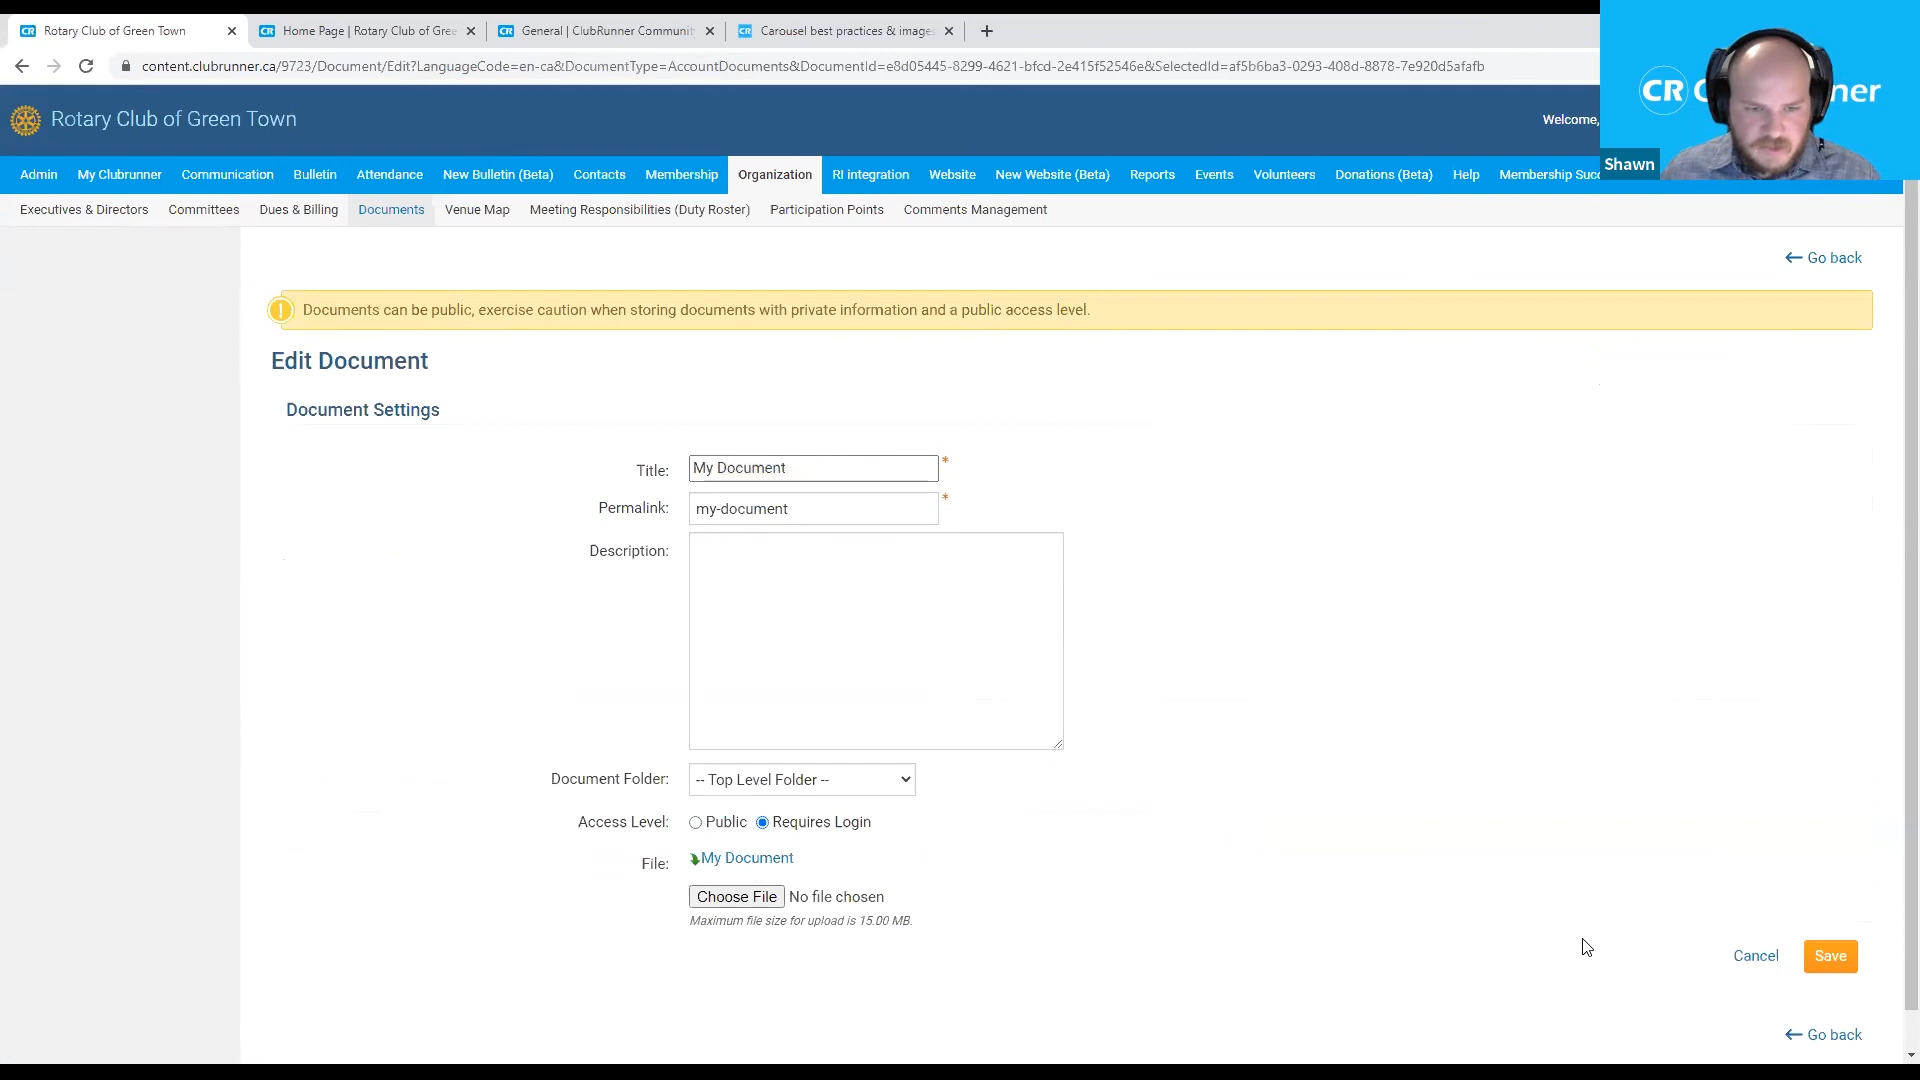 Rotary Club of Green Town
Home Page | Rotary Club of Gree
General | ClubRunner Communit
Carousel best practices & images
content.clubrunner.ca/9723/Document/Edit?LanguageCode=en-ca&DocumentType=AccountDocuments&DocumentId=e8d05445-8299-4621-bfcd-2e415f52546e&SelectedId=af5b6ba3-0293-408d-8878-7e920d5afafb
Rotary Club of Green Town
Welcome,
CR C ner
Shawn
Admin My Clubrunner Communication Bulletin Attendance New Bulletin (Beta) Contacts Membership Organization RI integration Website New Website (Beta) Reports Events Volunteers Donations (Beta) Help Membership Succ
Executives & Directors Committees Dues & Billing Documents Venue Map Meeting Responsibilities (Duty Roster) Participation Points Comments Management
← Go back
! Documents can be public, exercise caution when storing documents with private information and a public access level.
Edit Document
Document Settings
Title: My Document *
Permalink: my-document *
Description:
Document Folder: -- Top Level Folder --
Access Level: Public Requires Login
File: My Document
Choose File No file chosen
Maximum file size for upload is 15.00 MB.
Cancel Save
← Go back